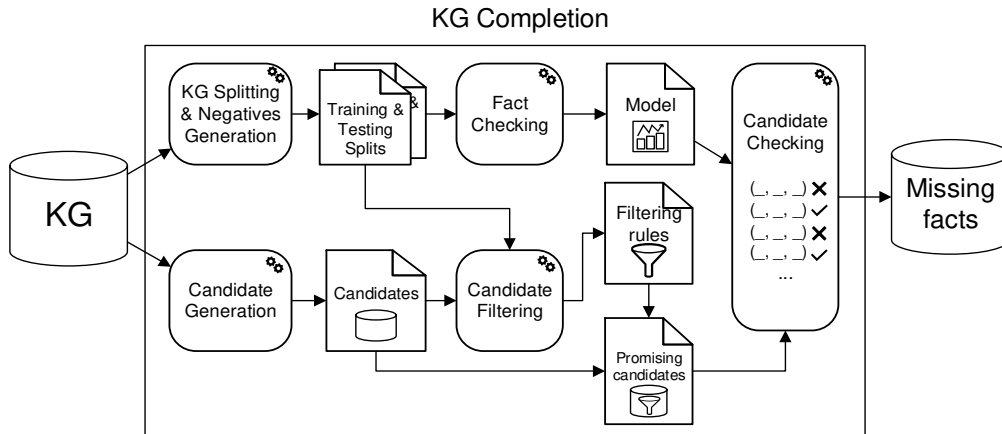 KG Completion
KG
KG Splitting
& Negatives
Generation
Training &
Testing
Splits
&
Fact
Checking
Model
Candidate
Checking
(_, _, _) ✖
(_, _, _) ✓
(_, _, _) ✖
(_, _, _) ✓
...
Missing
facts
Candidate
Generation
Candidates
Candidate
Filtering
Filtering
rules
Promising
candidates